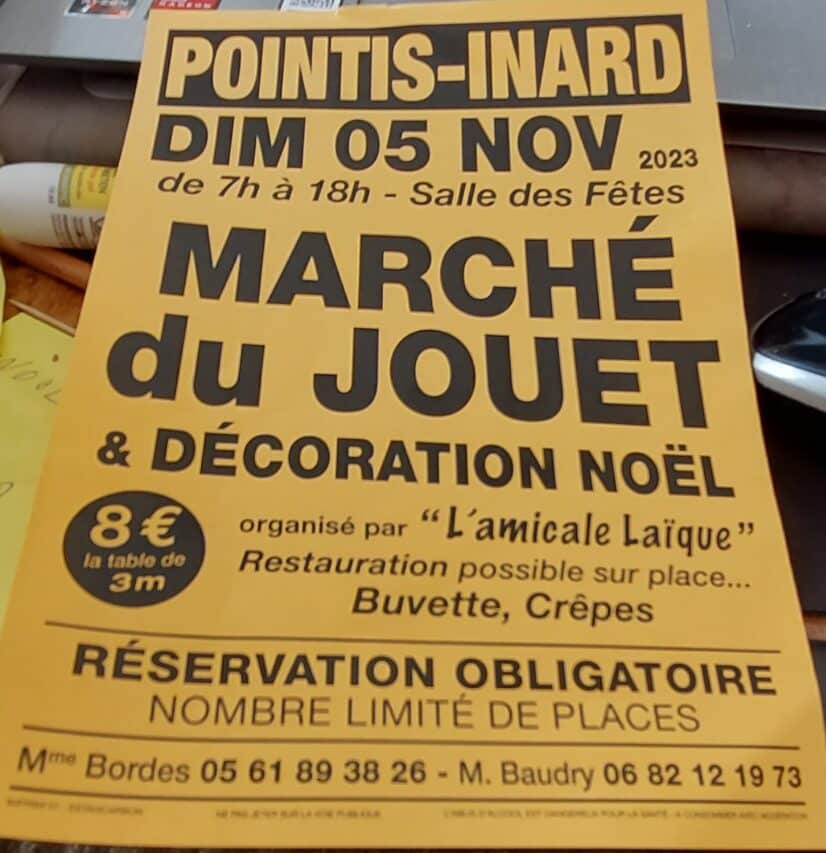 POINTIS-INARD
DIM 05 NOV 2023
de 7h à 18h - Salle des Fêtes
MARCHÉ
du JOUET
& DÉCORATION NOËL
8 €
la table de
3m
organisé par "L'amicale Laïque"
Restauration possible sur place...
Buvette, Crêpes
RÉSERVATION OBLIGATOIRE
NOMBRE LIMITÉ DE PLACES
Mme Bordes 05 61 89 38 26 - M. Baudry 06 82 12 19 73
NE PAS JETER SUR LA VOIE PUBLIQUE
L'ABUS D'ALCOOL EST DANGEREUX POUR LA SANTÉ - A CONSOMMER AVEC MODÉRATION